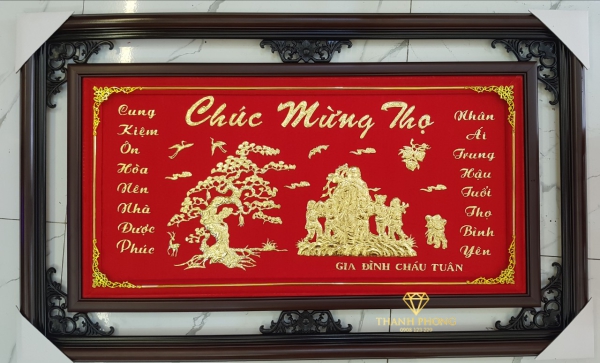 Chúc Mừng Thọ
Cung
Kiệm
Ôn
Hòa
Nên
Nhà
Được
Phúc
Nhân
Ái
Trung
Hậu
Tuổi
Thọ
Bình
Yên
GIA ĐÌNH CHÁU TUÂN
THANH PHONG